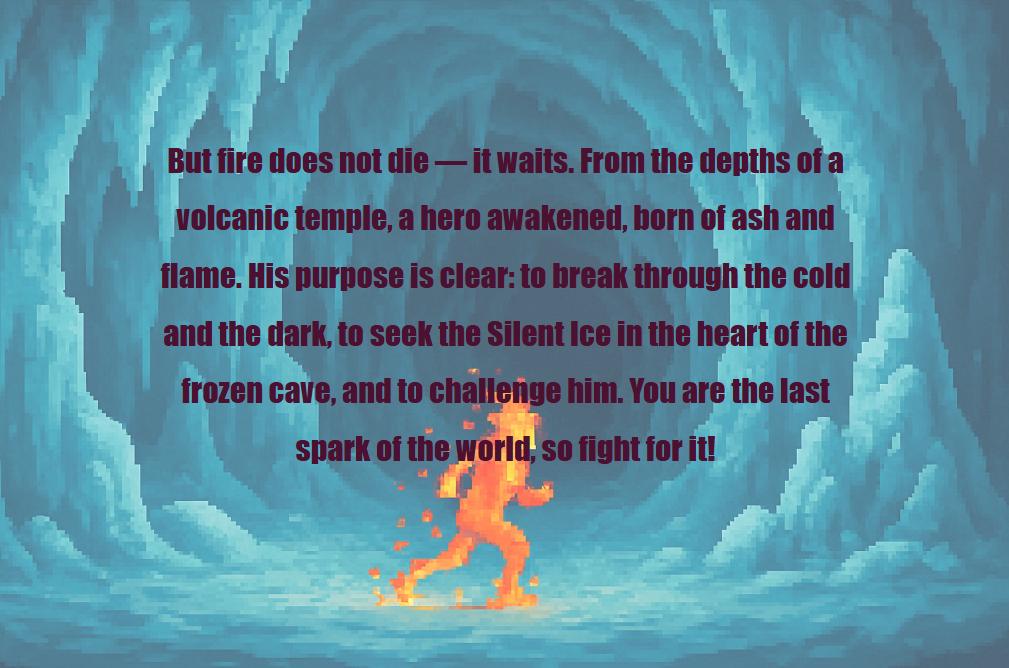 But fire does not die — it waits. From the depths of a
volcanic temple, a hero awakened, born of ash and
flame. His purpose is clear: to break through the cold
and the dark, to seek the Silent Ice in the heart of the
frozen cave, and to challenge him. You are the last
spark of the world, so fight for it!